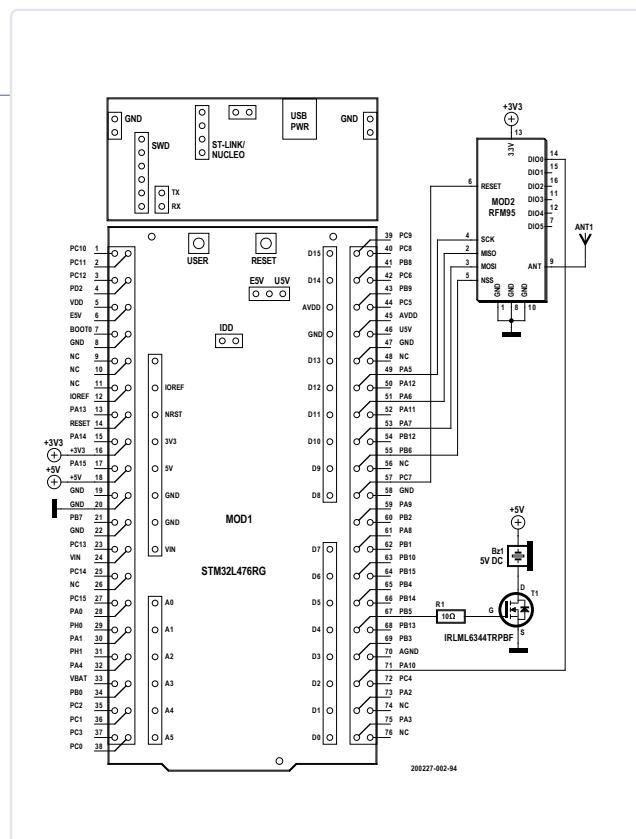 GND
SWD
TX
RX
ST-LINK/
NUCLEO
USB
PWR
GND
USER
RESET
E5V U5V
IDD
PC10 1
PC11 2
PC12 3
PD2 4
VDD 5
E5V 6
BOOT0 7
GND 8
NC 9
NC 10
NC 11
IOREF 12
PA13 13
RESET 14
PA14 15
+3V3
+3V3 16
PA15 17
+5V
+5V 18
GND 19
GND 20
PB7 21
GND 22
PC13 23
VIN 24
PC14 25
NC 26
PC15 27
PA0 28
PH0 29
PA1 30
PH1 31
PA4 32
VBAT 33
PB0 34
PC2 35
PC1 36
PC3 37
PC0 38
IOREF
NRST
3V3
5V
GND
GND
VIN
A0
A1
A2
A3
A4
A5
MOD1
STM32L476RG
D15
D14
AVDD
GND
D13
D12
D11
D10
D9
D8
D7
D6
D5
D4
D3
D2
D1
D0
39 PC9
40 PC8
41 PB8
42 PC6
43 PB9
44 PC5
45 AVDD
46 U5V
47 GND
48 NC
49 PA5
50 PA12
51 PA6
52 PA11
53 PA7
54 PB12
55 PB6
56 NC
57 PC7
58 GND
59 PA9
60 PB2
61 PA8
62 PB1
63 PB10
64 PB15
65 PB4
66 PB14
67 PB5
68 PB13
69 PB3
70 AGND
71 PA10
72 PC4
73 PA2
74 NC
75 PA3
76 NC
+3V3
13
3.3V
MOD2
RFM95
6 RESET
4 SCK
2 MISO
3 MOSI
5 NSS
DIO0 14
DIO1 15
DIO2 16
DIO3 11
DIO4 12
DIO5 7
ANT 9
ANT1
GND GND GND
1 8 10
+5V
Bz1
5V DC
D
T1
G
S
R1
10Ω
IRLML6344TRPBF
200227-002-94